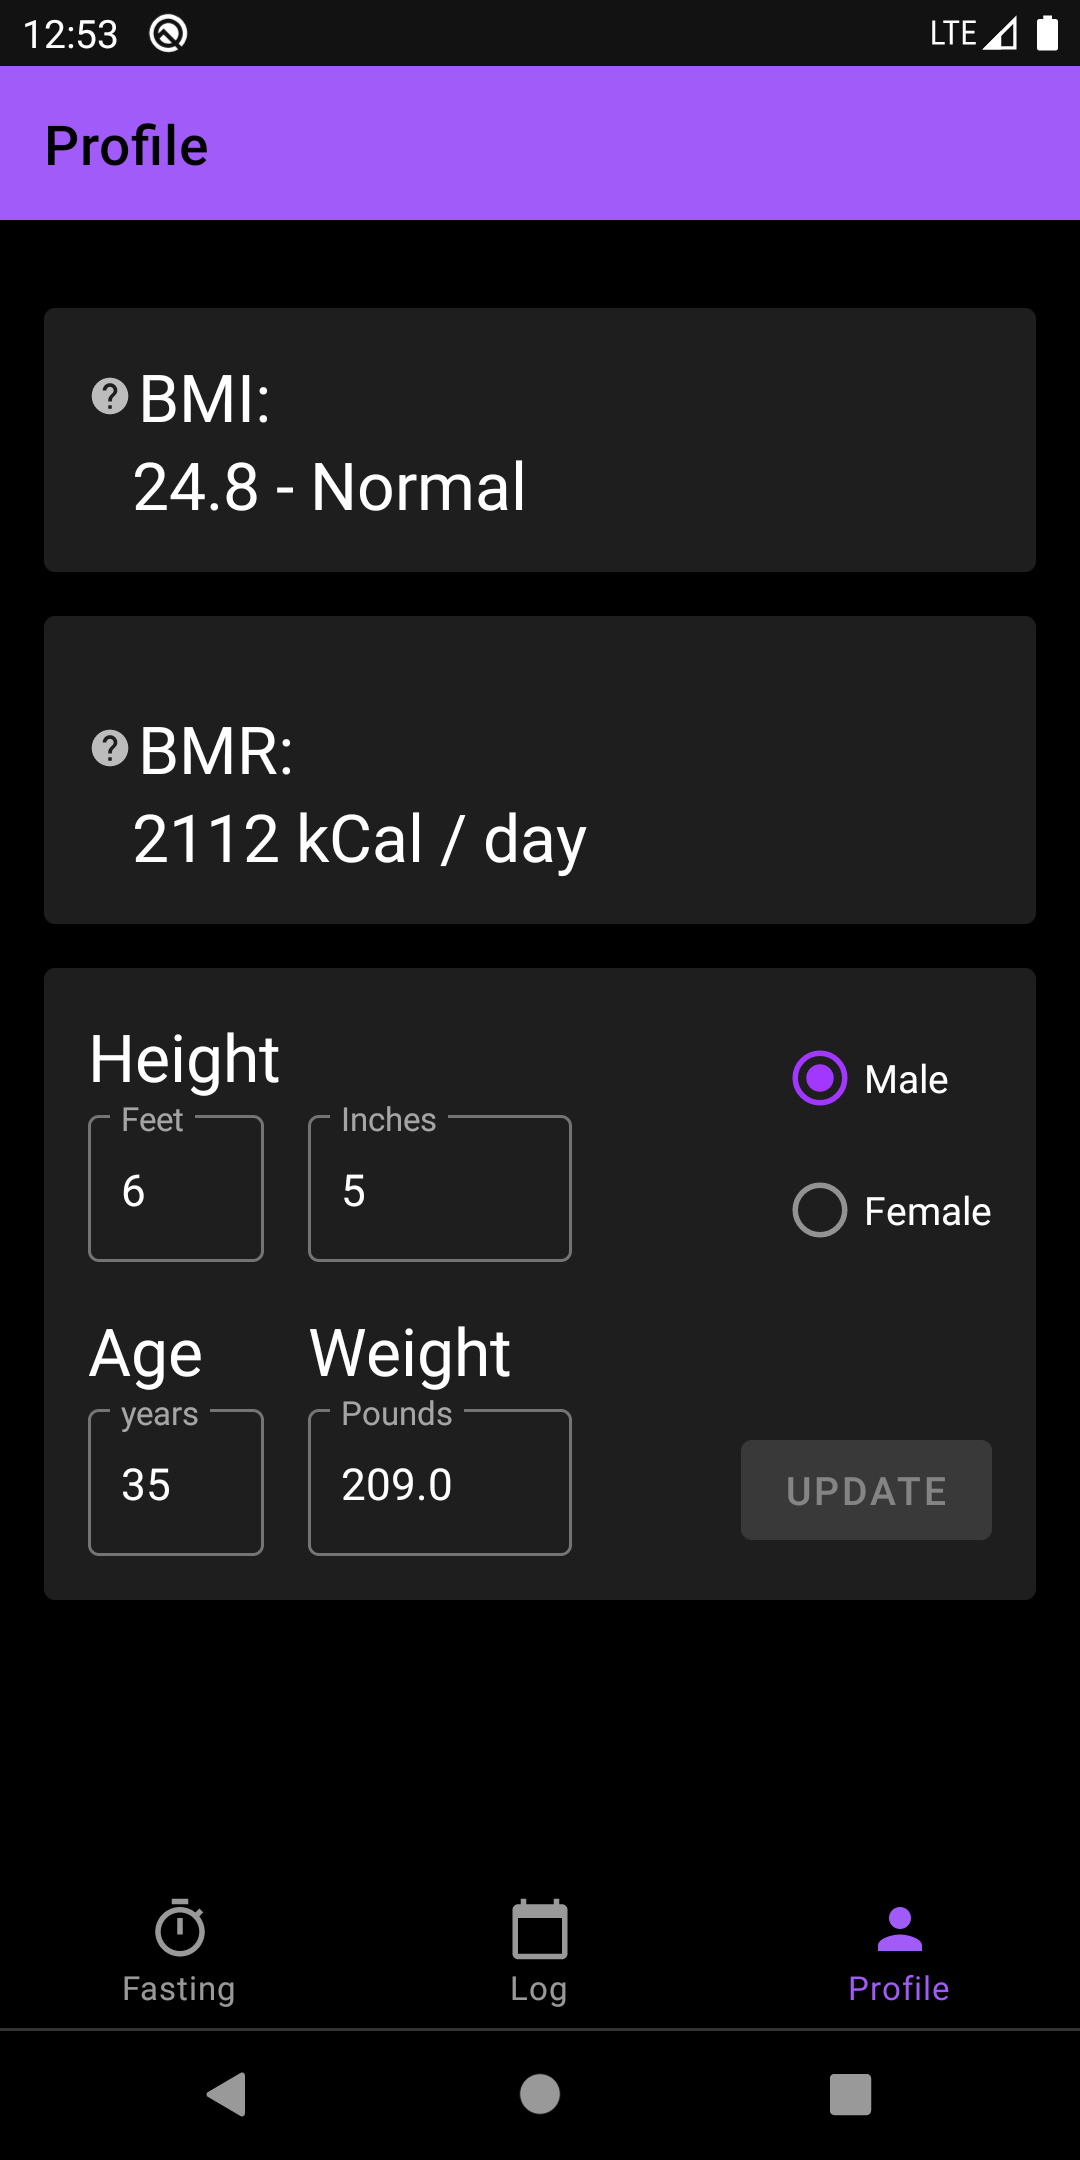 12:53
LTE
Profile
BMI:
24.8 - Normal
BMR:
2112 kCal / day
Height
Feet
Inches
6
5
Male
Female
Age
Weight
years
Pounds
35
209.0
UPDATE
Fasting
Log
Profile